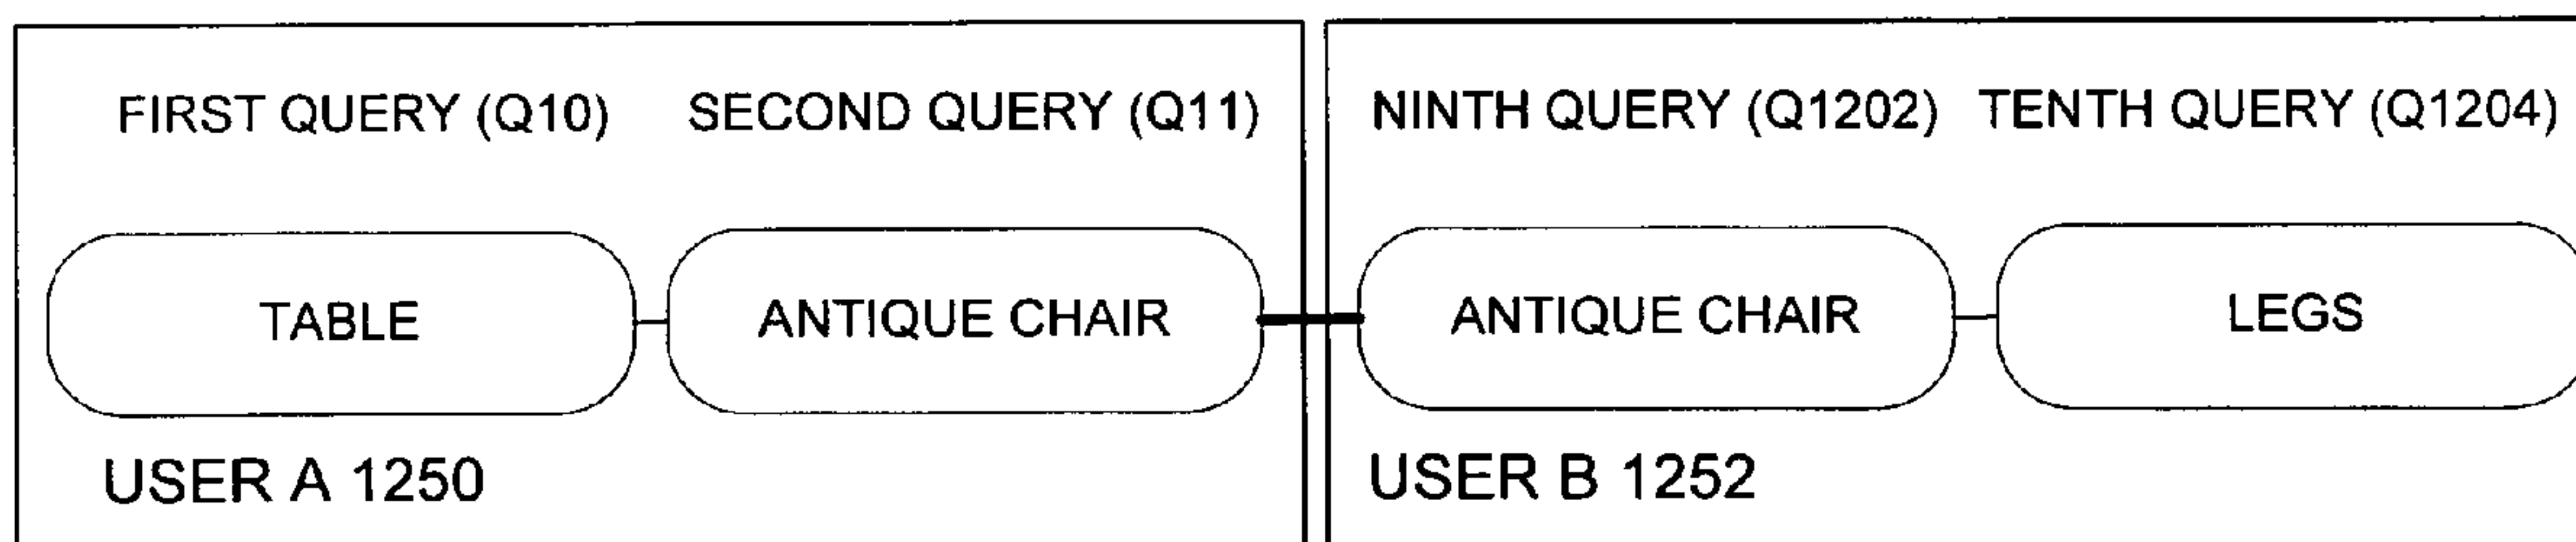 FIRST QUERY (Q10) SECOND QUERY (Q11) NINTH QUERY (Q1202) TENTH QUERY (Q1204)
TABLE ANTIQUE CHAIR ANTIQUE CHAIR LEGS
USER A 1250 USER B 1252